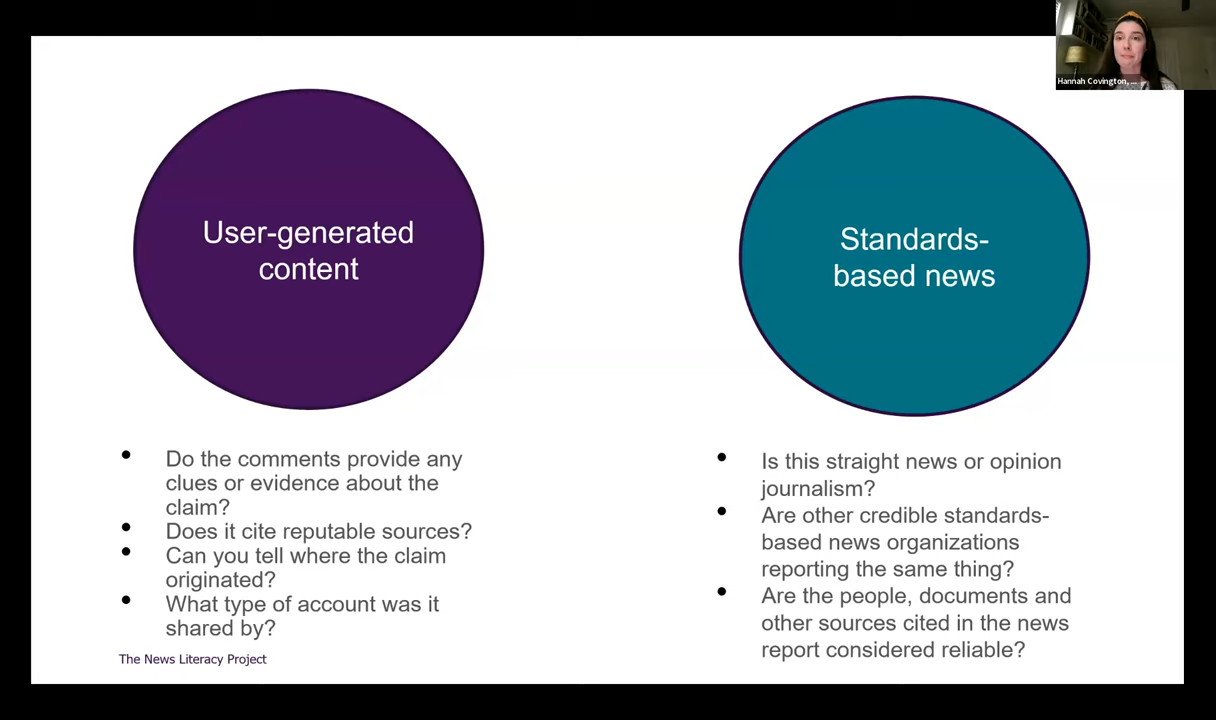 Hannah Covington, ...
User-generated
content
Standards-
based news
• Do the comments provide any
clues or evidence about the
claim?
• Does it cite reputable sources?
• Can you tell where the claim
originated?
• What type of account was it
shared by?
• Is this straight news or opinion
journalism?
• Are other credible standards-
based news organizations
reporting the same thing?
• Are the people, documents and
other sources cited in the news
report considered reliable?
The News Literacy Project